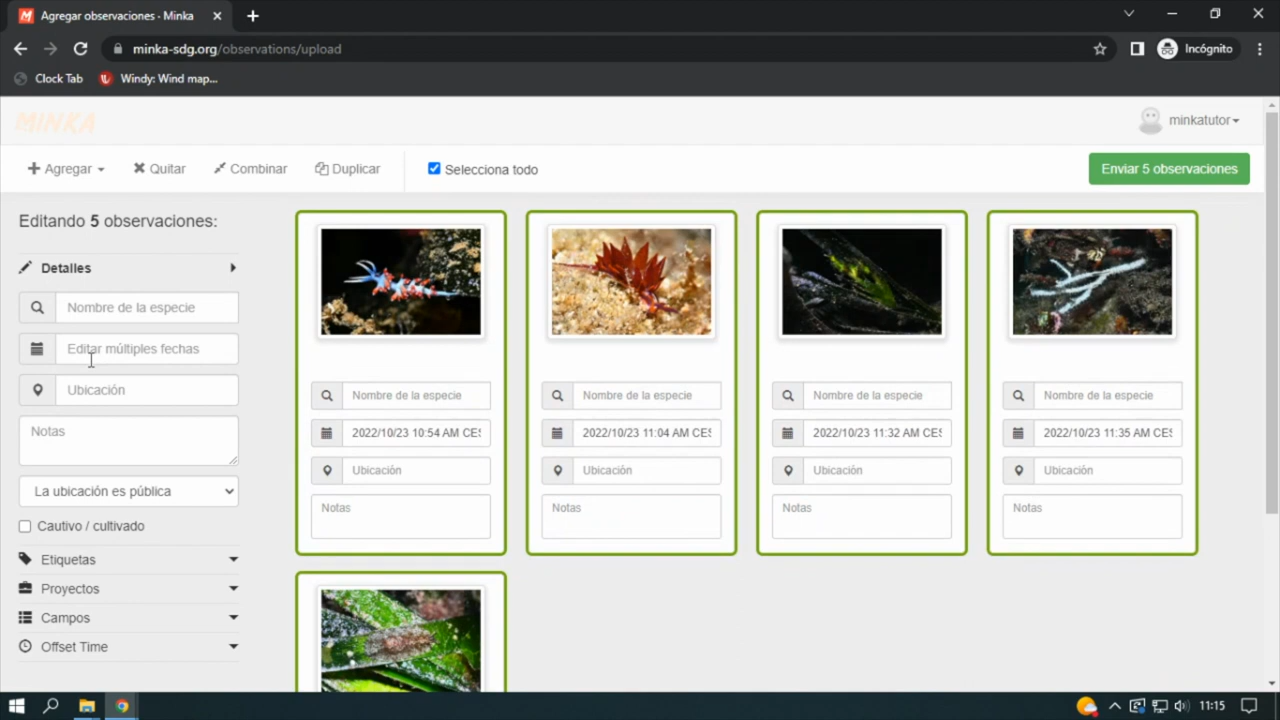 Agregar observaciones · Minka
minka-sdg.org/observations/upload
Incógnito
Clock Tab
Windy: Wind map...
MINKA
minkatutor
Agregar
Quitar
Combinar
Duplicar
Selecciona todo
Enviar 5 observaciones
Editando 5 observaciones:
Detalles
Nombre de la especie
Editar múltiples fechas
Ubicación
Notas
La ubicación es pública
Cautivo / cultivado
Etiquetas
Proyectos
Campos
Offset Time
Nombre de la especie
2022/10/23 10:54 AM CES
Ubicación
Notas
Nombre de la especie
2022/10/23 11:04 AM CES
Ubicación
Notas
Nombre de la especie
2022/10/23 11:32 AM CES
Ubicación
Notas
Nombre de la especie
2022/10/23 11:35 AM CES
Ubicación
Notas
11:15